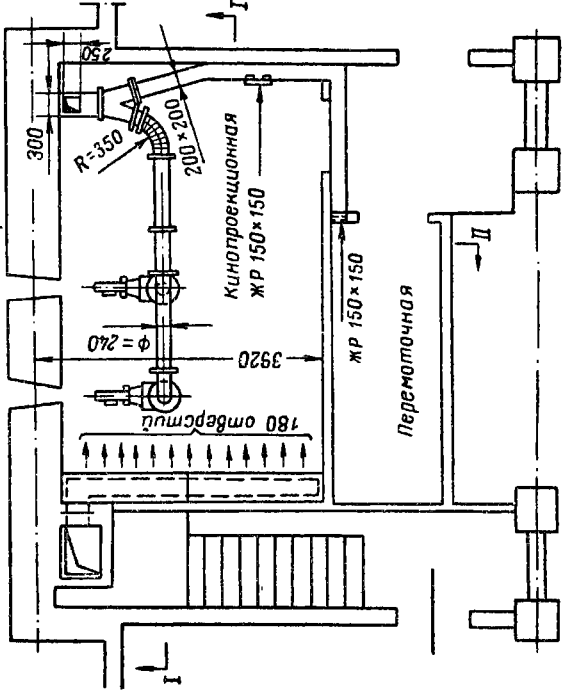 I
250
300
R=350
200×200
Кинопроекционная
ЖР 150×150
II
ЖР 150×150
Ф=240
3920
Перемоточная
180 отверстий
I